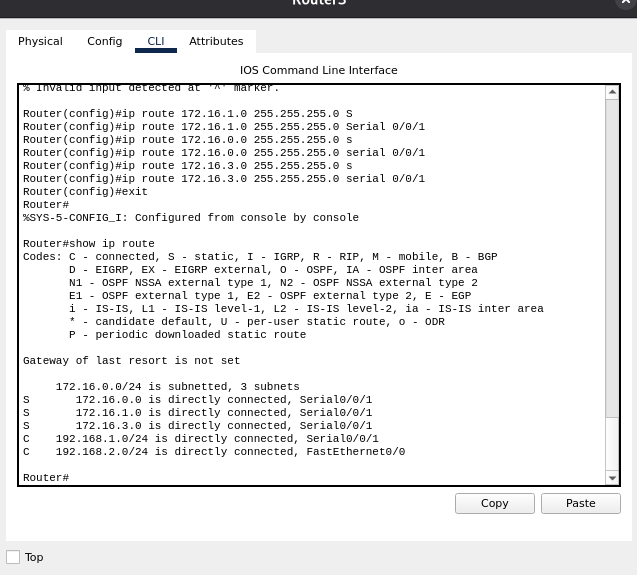 Router3
Physical Config CLI Attributes
IOS Command Line Interface
% Invalid input detected at '^' marker.
Router(config)#ip route 172.16.1.0 255.255.255.0 S
Router(config)#ip route 172.16.1.0 255.255.255.0 Serial 0/0/1
Router(config)#ip route 172.16.0.0 255.255.255.0 s
Router(config)#ip route 172.16.0.0 255.255.255.0 serial 0/0/1
Router(config)#ip route 172.16.3.0 255.255.255.0 s
Router(config)#ip route 172.16.3.0 255.255.255.0 serial 0/0/1
Router(config)#exit
Router#
%SYS-5-CONFIG_I: Configured from console by console
Router#show ip route
Codes: C - connected, S - static, I - IGRP, R - RIP, M - mobile, B - BGP
D - EIGRP, EX - EIGRP external, O - OSPF, IA - OSPF inter area
N1 - OSPF NSSA external type 1, N2 - OSPF NSSA external type 2
E1 - OSPF external type 1, E2 - OSPF external type 2, E - EGP
i - IS-IS, L1 - IS-IS level-1, L2 - IS-IS level-2, ia - IS-IS inter area
* - candidate default, U - per-user static route, o - ODR
P - periodic downloaded static route
Gateway of last resort is not set
172.16.0.0/24 is subnetted, 3 subnets
S 172.16.0.0 is directly connected, Serial0/0/1
S 172.16.1.0 is directly connected, Serial0/0/1
S 172.16.3.0 is directly connected, Serial0/0/1
C 192.168.1.0/24 is directly connected, Serial0/0/1
C 192.168.2.0/24 is directly connected, FastEthernet0/0
Router#
Copy Paste
Top